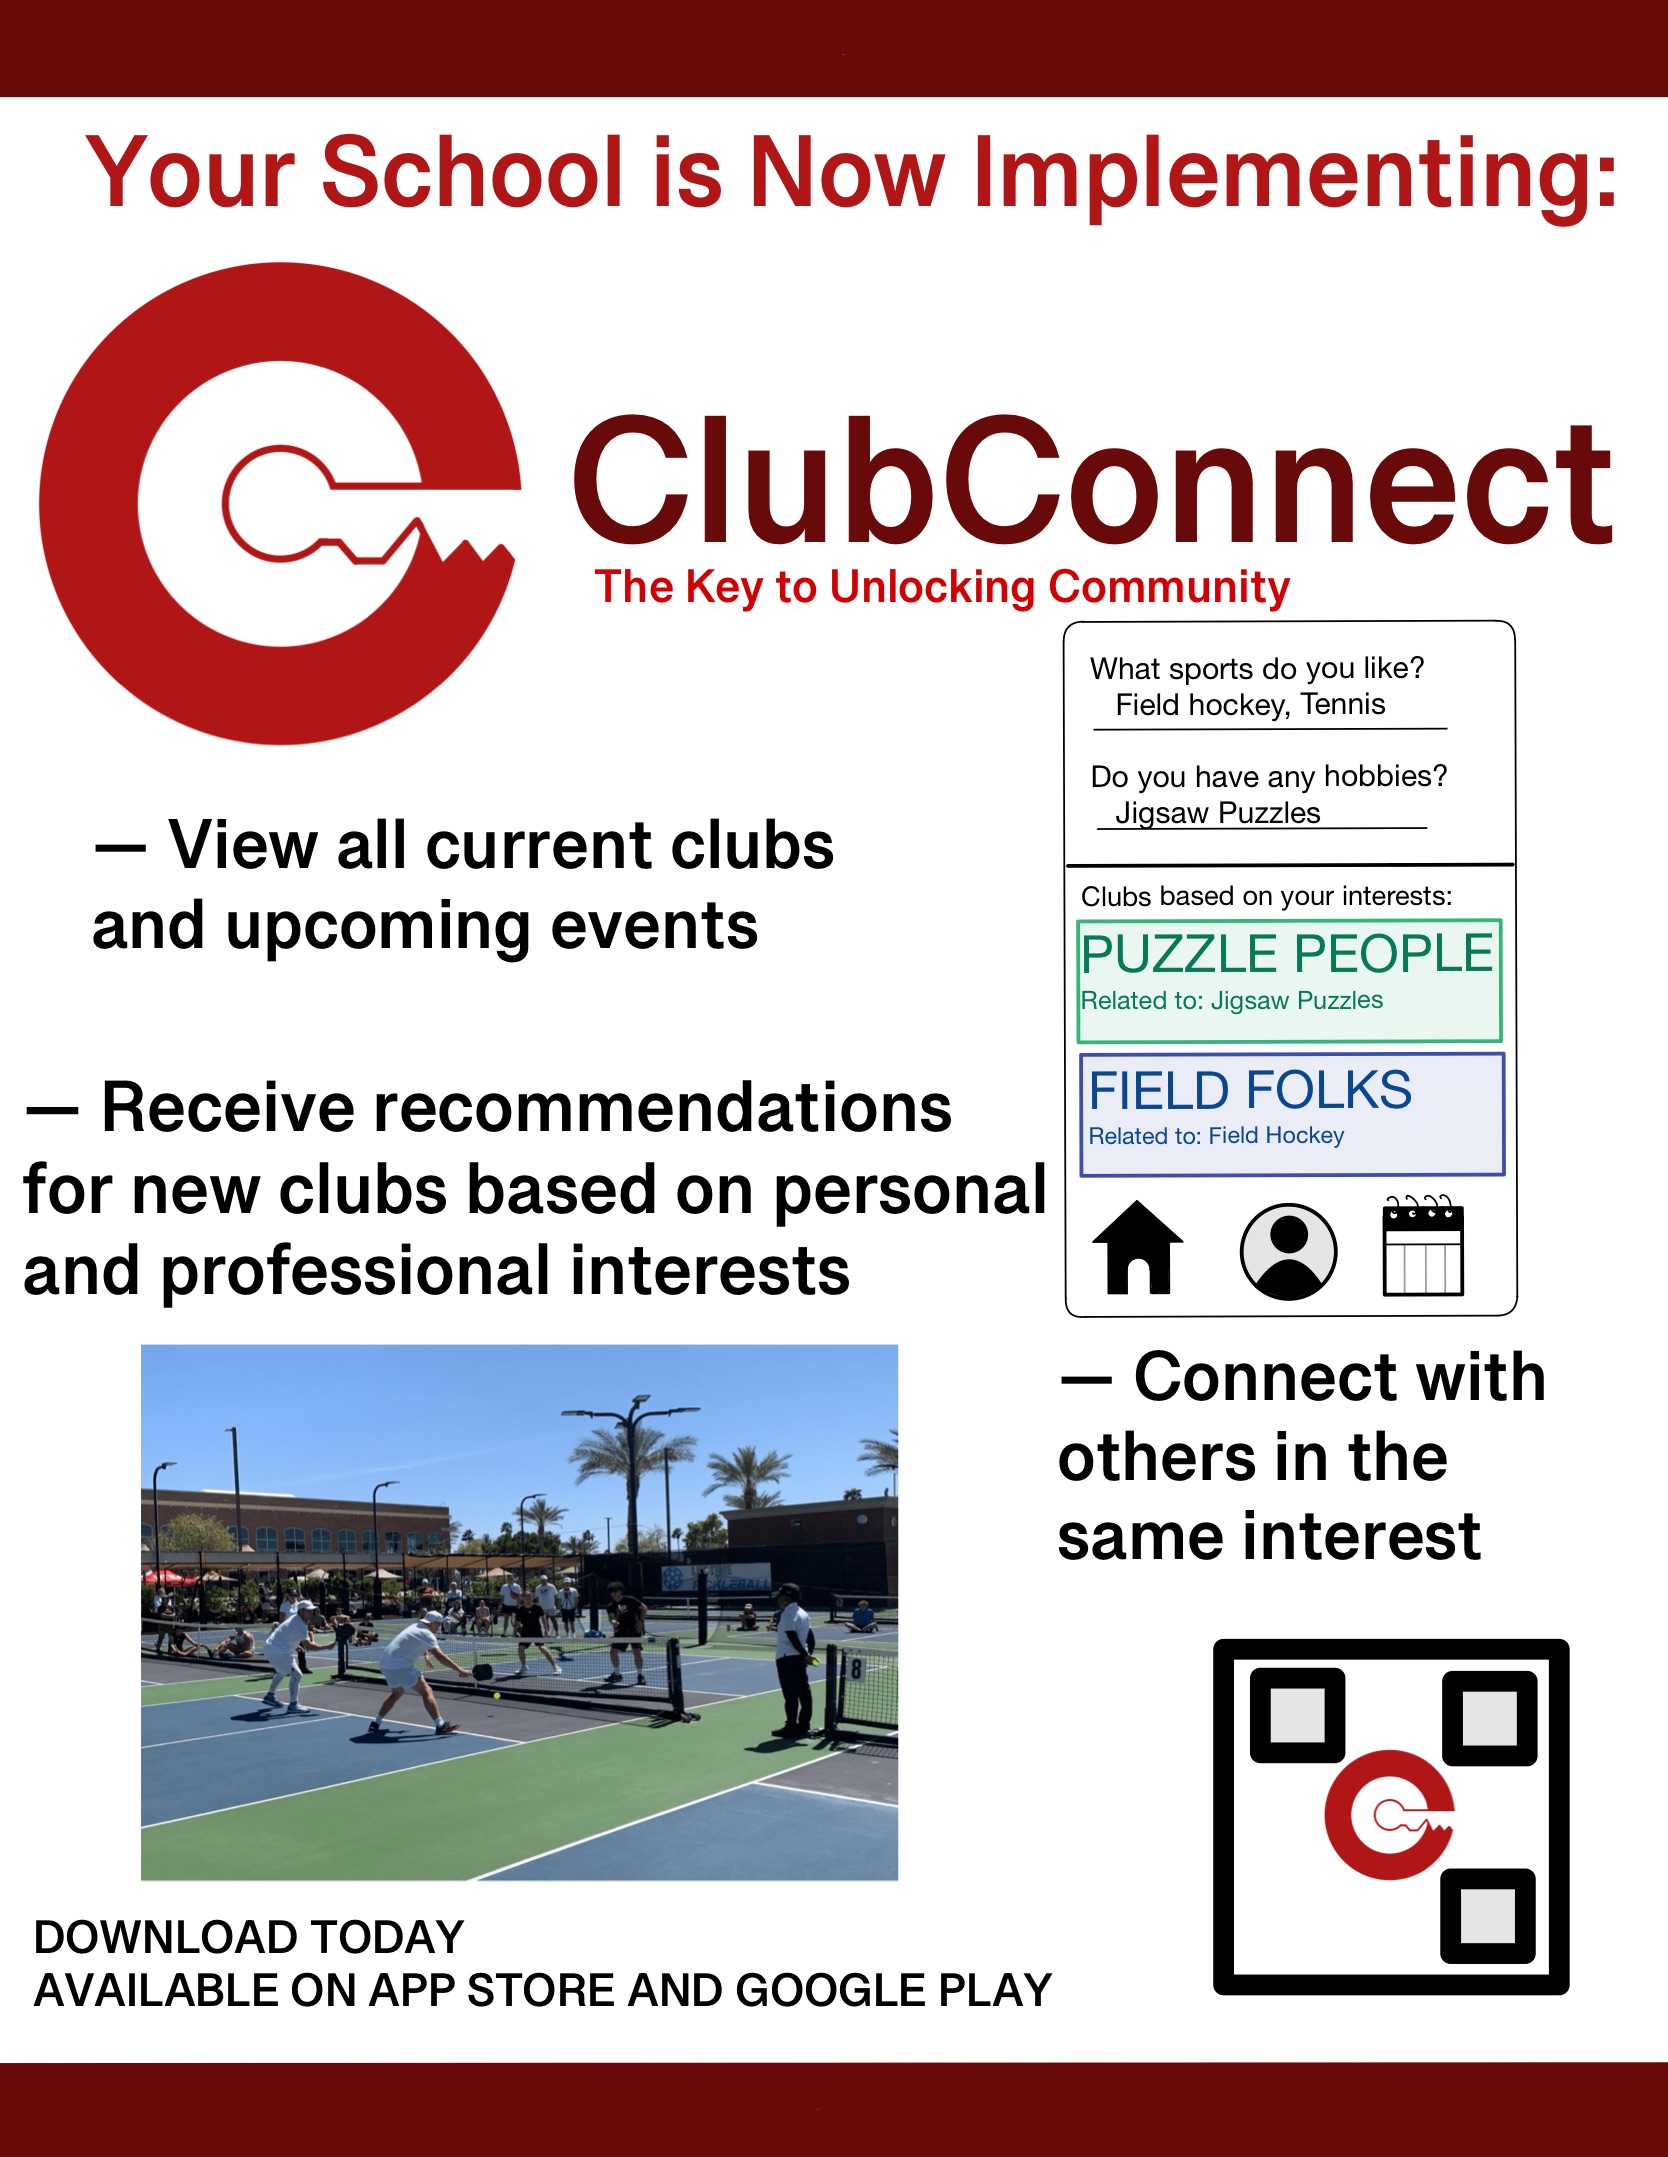 Your School is Now Implementing:
ClubConnect
The Key to Unlocking Community
What sports do you like?
Field hockey, Tennis
Do you have any hobbies?
Jigsaw Puzzles
Clubs based on your interests:
PUZZLE PEOPLE
Related to: Jigsaw Puzzles
FIELD FOLKS
Related to: Field Hockey
— View all current clubs
and upcoming events
— Receive recommendations
for new clubs based on personal
and professional interests
— Connect with
others in the
same interest
PICKLEBALL
8
DOWNLOAD TODAY
AVAILABLE ON APP STORE AND GOOGLE PLAY